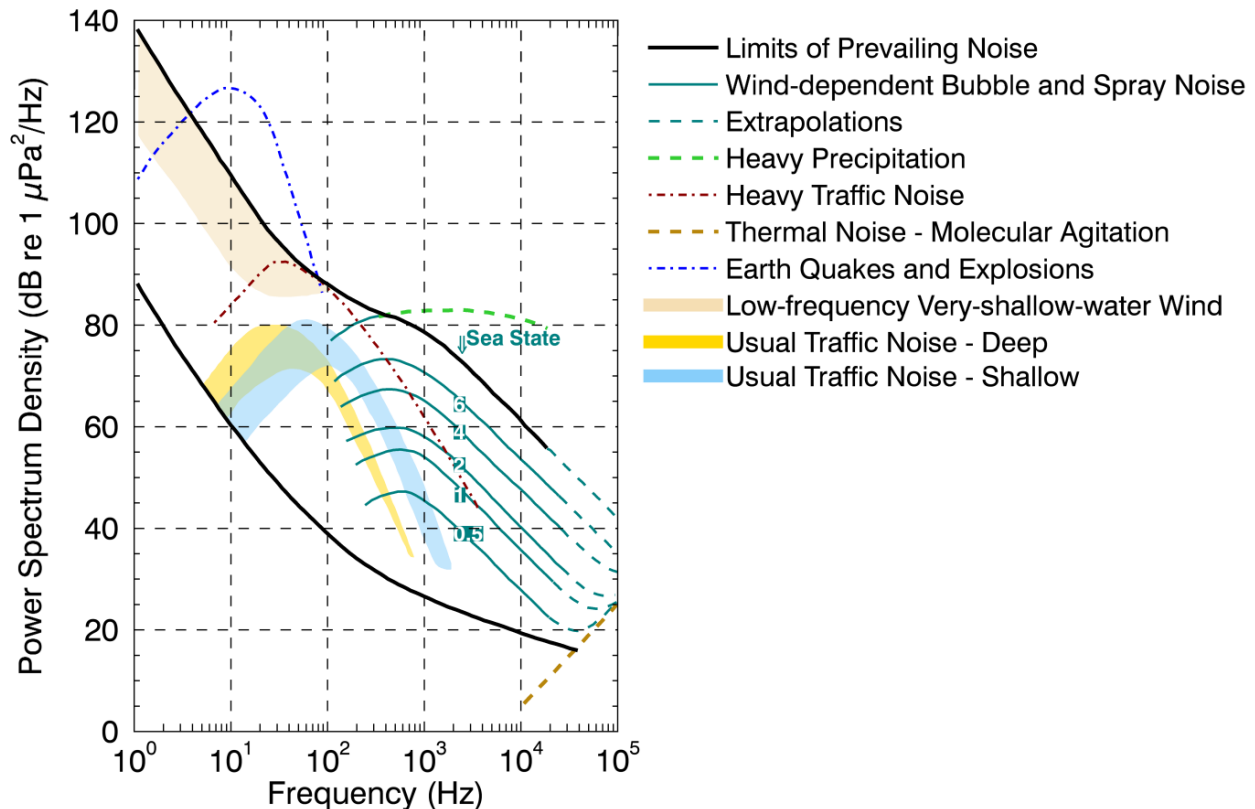 Power Spectrum Density (dB re 1 μPa²/Hz)
140
120
100
80
60
40
20
0
10⁰
10¹
10²
10³
10⁴
10⁵
Frequency (Hz)
Sea State
6
4
2
1
0.5
Limits of Prevailing Noise
Wind-dependent Bubble and Spray Noise
Extrapolations
Heavy Precipitation
Heavy Traffic Noise
Thermal Noise - Molecular Agitation
Earth Quakes and Explosions
Low-frequency Very-shallow-water Wind
Usual Traffic Noise - Deep
Usual Traffic Noise - Shallow